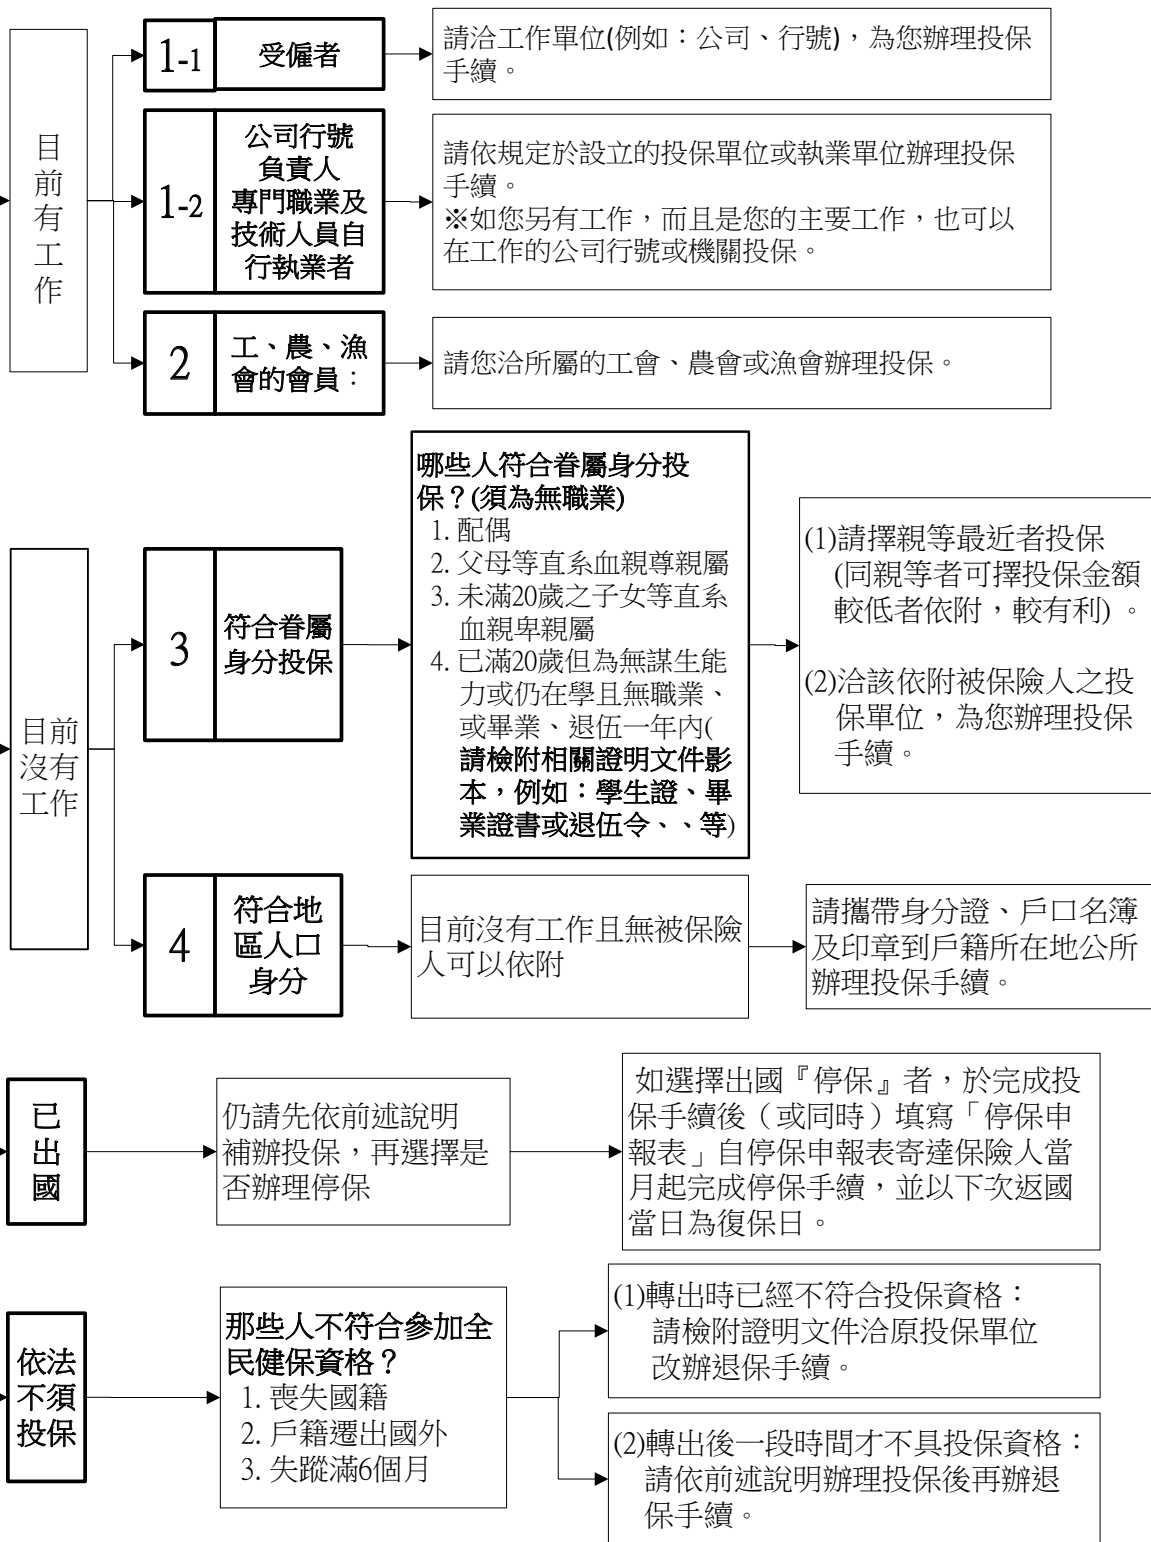 目
前
有
工
作
1-1
受僱者
請洽工作單位(例如：公司、行號)，為您辦理投保
手續。
1-2
公司行號
負責人
專門職業及
技術人員自
行執業者
請依規定於設立的投保單位或執業單位辦理投保
手續。
※如您另有工作，而且是您的主要工作，也可以
在工作的公司行號或機關投保。
2
工、農、漁
會的會員：
請您洽所屬的工會、農會或漁會辦理投保。
目前
沒有
工作
3
符合眷屬
身分投保
哪些人符合眷屬身分投
保？(須為無職業)
1. 配偶
2. 父母等直系血親尊親屬
3. 未滿20歲之子女等直系
血親卑親屬
4. 已滿20歲但為無謀生能
力或仍在學且無職業、
或畢業、退伍一年內(
請檢附相關證明文件影
本，例如：學生證、畢
業證書或退伍令、、等)
(1)請擇親等最近者投保
(同親等者可擇投保金額
較低者依附，較有利) 。
(2)洽該依附被保險人之投
保單位，為您辦理投保
手續。
4
符合地
區人口
身分
目前沒有工作且無被保險
人可以依附
請攜帶身分證、戶口名簿
及印章到戶籍所在地公所
辦理投保手續。
已
出
國
仍請先依前述說明
補辦投保，再選擇是
否辦理停保
如選擇出國『停保』者，於完成投
保手續後（或同時）填寫「停保申
報表」自停保申報表寄達保險人當
月起完成停保手續，並以下次返國
當日為復保日。
依法
不須
投保
那些人不符合參加全
民健保資格？
1. 喪失國籍
2. 戶籍遷出國外
3. 失蹤滿6個月
(1)轉出時已經不符合投保資格：
請檢附證明文件洽原投保單位
改辦退保手續。
(2)轉出後一段時間才不具投保資格：
請依前述說明辦理投保後再辦退
保手續。